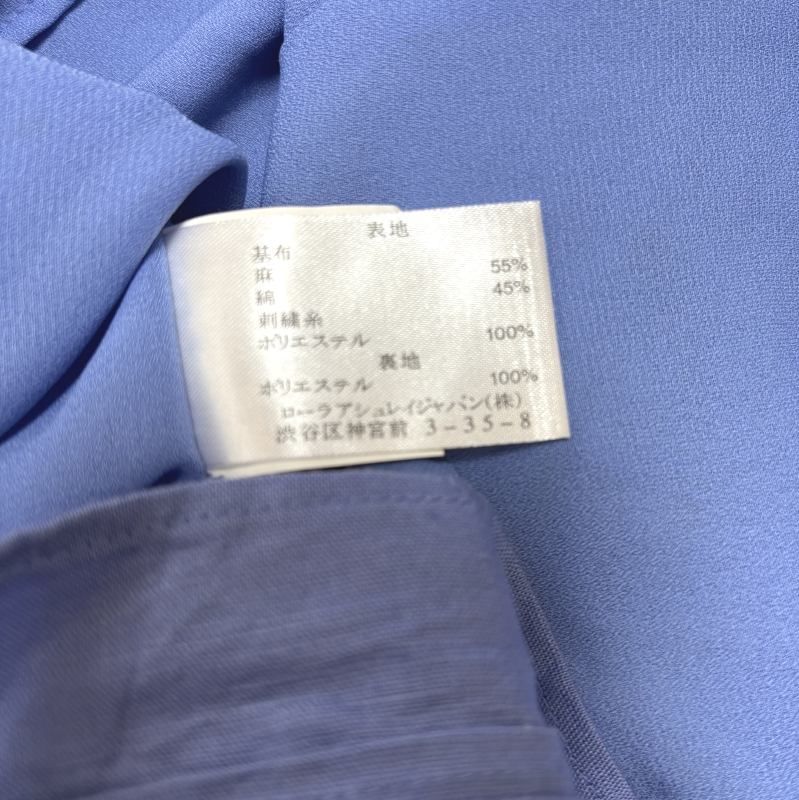 表地
基布
麻 55%
綿 45%
刺繍糸
ポリエステル 100%
裏地
ポリエステル 100%
ローラアシュレイジャパン(株)
渋谷区神宮前 3-35-8